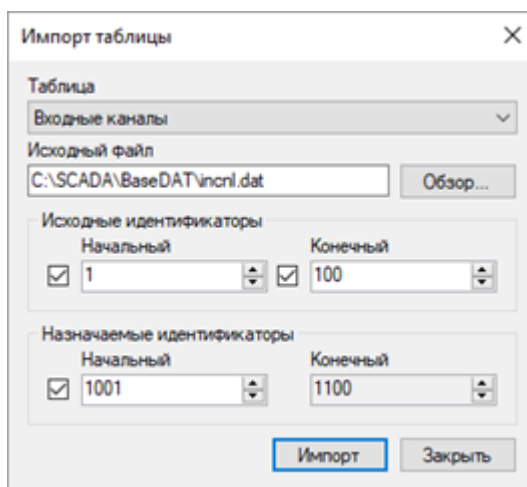 Импорт таблицы
Таблица
Входные каналы
Исходный файл
C:\SCADA\BaseDAT\incnl.dat Обзор...
Исходные идентификаторы
Начальный Конечный
1 100
Назначаемые идентификаторы
Начальный Конечный
1001 1100
Импорт Закрыть